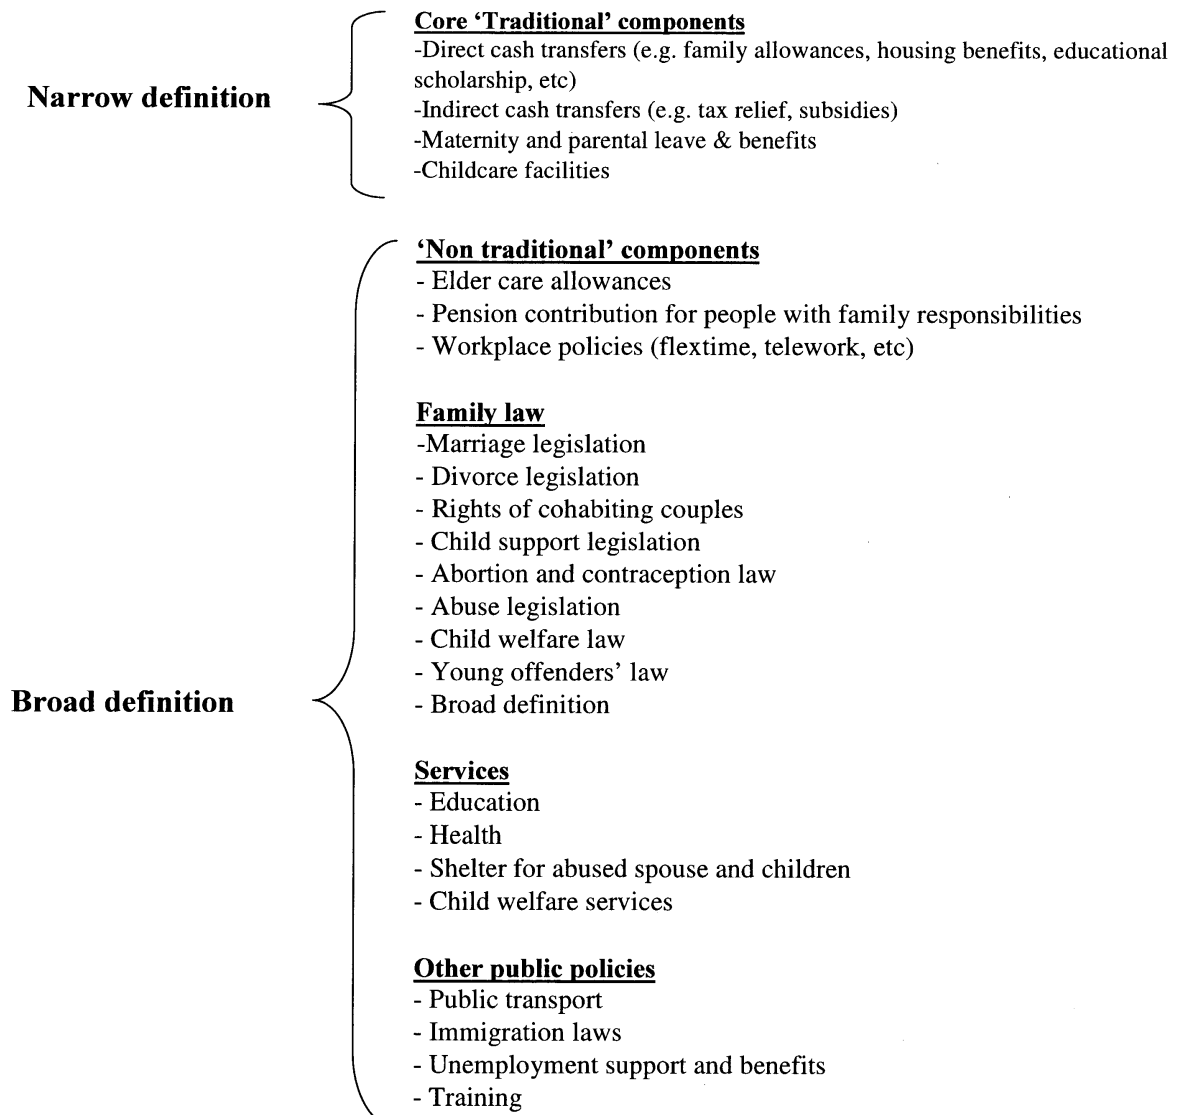 Core ‘Traditional’ components
-Direct cash transfers (e.g. family allowances, housing benefits, educational
scholarship, etc)
Narrow definition
-Indirect cash transfers (e.g. tax relief, subsidies)
-Maternity and parental leave & benefits
-Childcare facilities
‘Non traditional’ components
- Elder care allowances
- Pension contribution for people with family responsibilities
- Workplace policies (flextime, telework, etc)
Family law
-Marriage legislation
- Divorce legislation
- Rights of cohabiting couples
- Child support legislation
- Abortion and contraception law
- Abuse legislation
- Child welfare law
- Young offenders’ law
Broad definition
- Broad definition
Services
- Education
- Health
- Shelter for abused spouse and children
- Child welfare services
Other public policies
- Public transport
- Immigration laws
- Unemployment support and benefits
- Training